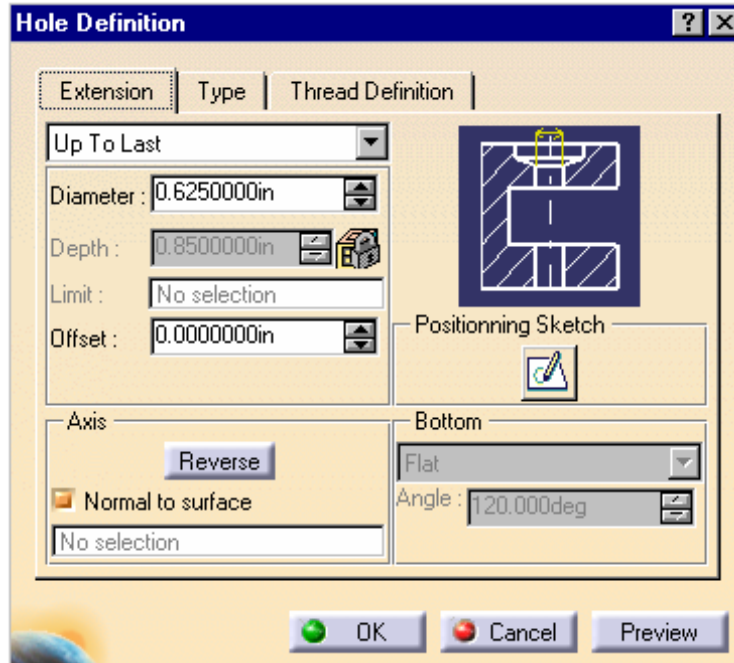 Hole Definition
Extension Type Thread Definition
Up To Last
Diameter : 0.6250000in
Depth : 0.8500000in
Limit : No selection
Offset : 0.0000000in
Positionning Sketch
Axis
Reverse
Normal to surface
No selection
Bottom
Flat
Angle : 120.000deg
OK Cancel Preview